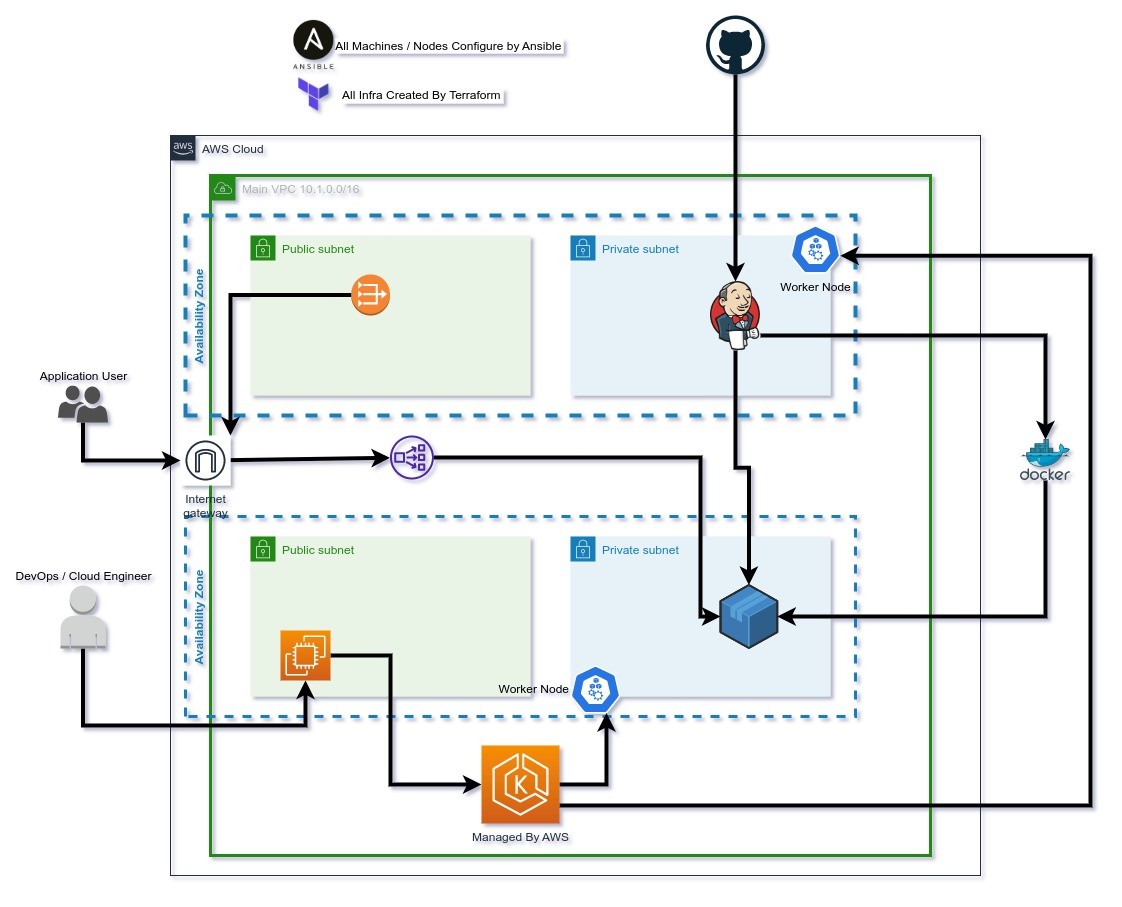 All Machines / Nodes Configure by Ansible
ANSIBLE
All Infra Created By Terraform
aws
AWS Cloud
Main VPC 10.1.0.0/16
Availability Zone
Public subnet
Private subnet
Worker Node
Application User
docker
Internet
gateway
Availability Zone
Public subnet
Private subnet
DevOps / Cloud Engineer
Worker Node
K
Managed By AWS